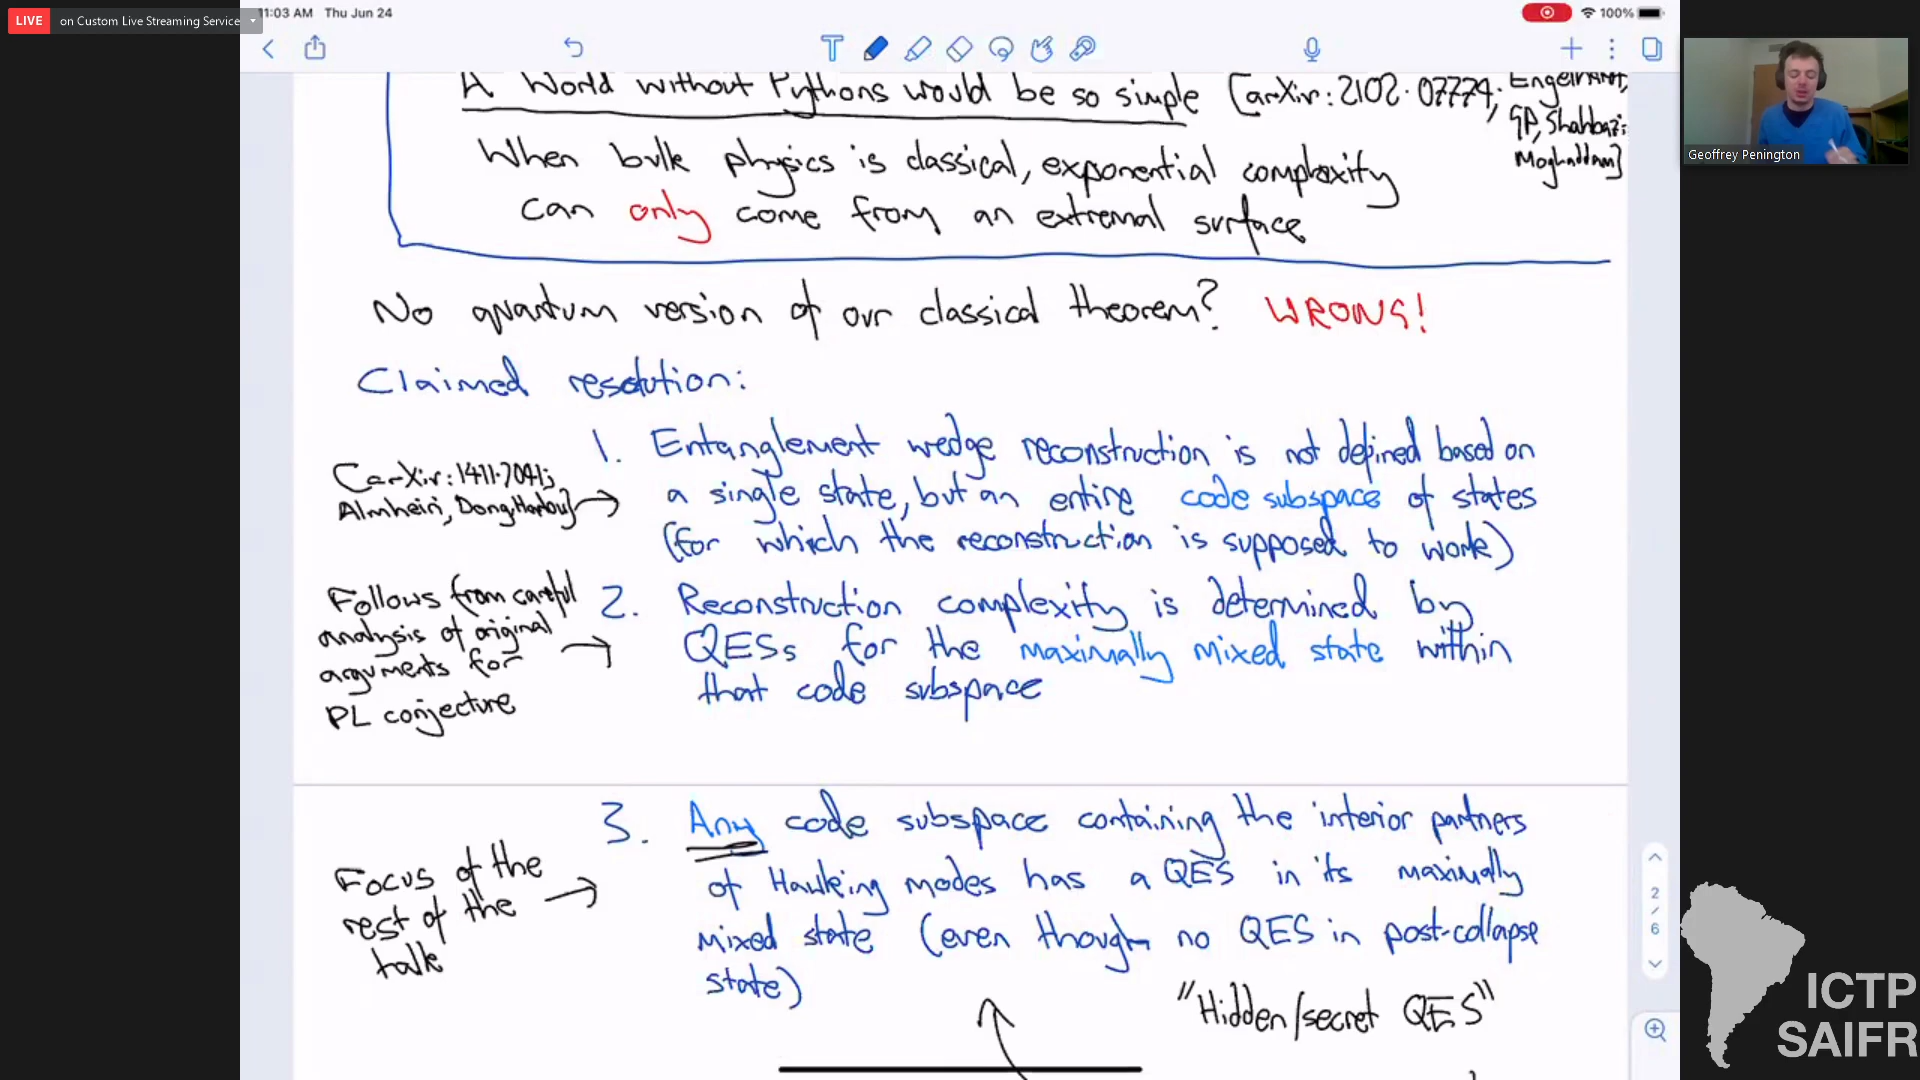 LIVE on Custom Live Streaming Service
11:03 AM Thu Jun 24
100%
Geoffrey Penington
A World without Pythons would be so simple [arXiv: 2102.07774; Engelhardt,
GP, Shahbazi-
Moghaddam]
When bulk physics is classical, exponential complexity
can only come from an extremal surface
No quantum version of our classical theorem? WRONG!
Claimed resolution:
[arXiv: 1411.7041;
Almheiri, Dong, Harlow]
1. Entanglement wedge reconstruction is not defined based on
a single state, but an entire code subspace of states
(for which the reconstruction is supposed to work)
Follows from careful
analysis of original
arguments for
PL conjecture
2. Reconstruction complexity is determined by
QESs for the maximally mixed state within
that code subspace
Focus of the
rest of the
talk
3. Any code subspace containing the interior partners
of Hawking modes has a QES in its maximally
mixed state (even though no QES in post-collapse
state)
"Hidden/secret QES"
2
/
6
ICTP
SAIFR